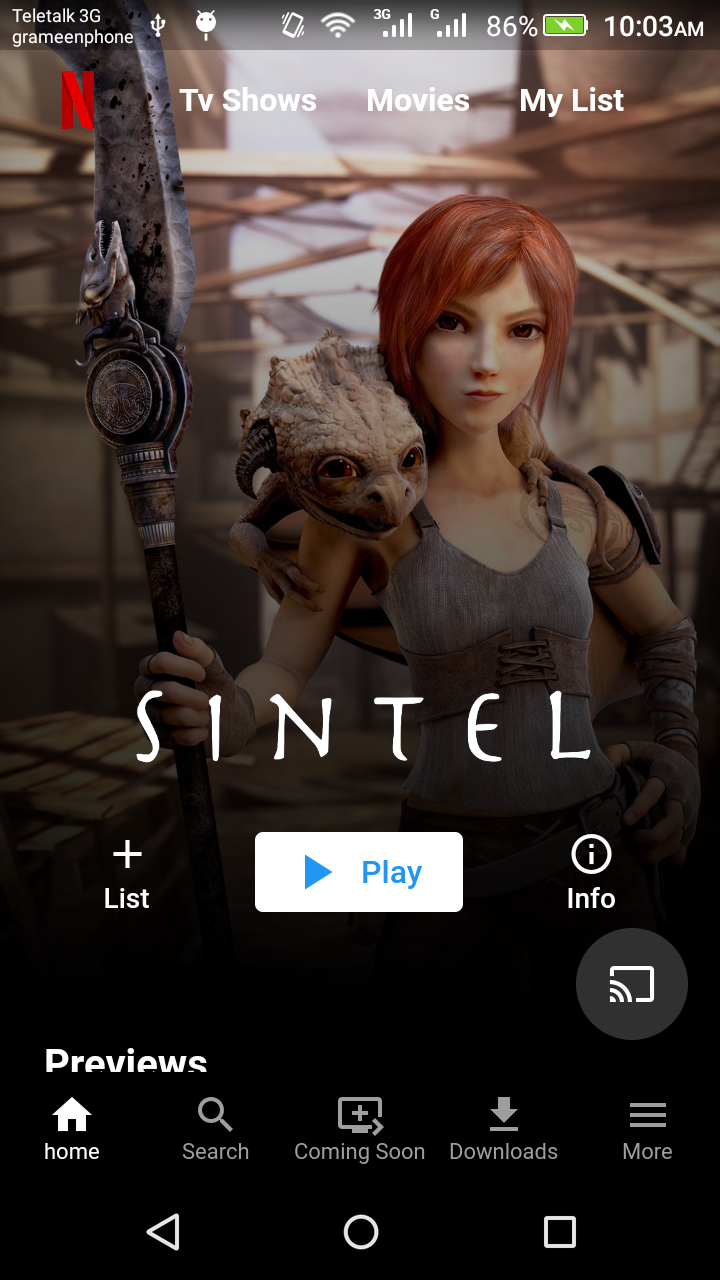 Teletalk 3G
grameenphone
3G G 86% 10:03AM
N Tv Shows Movies My List
SINTEL
List Play Info
Previews
home Search Coming Soon Downloads More